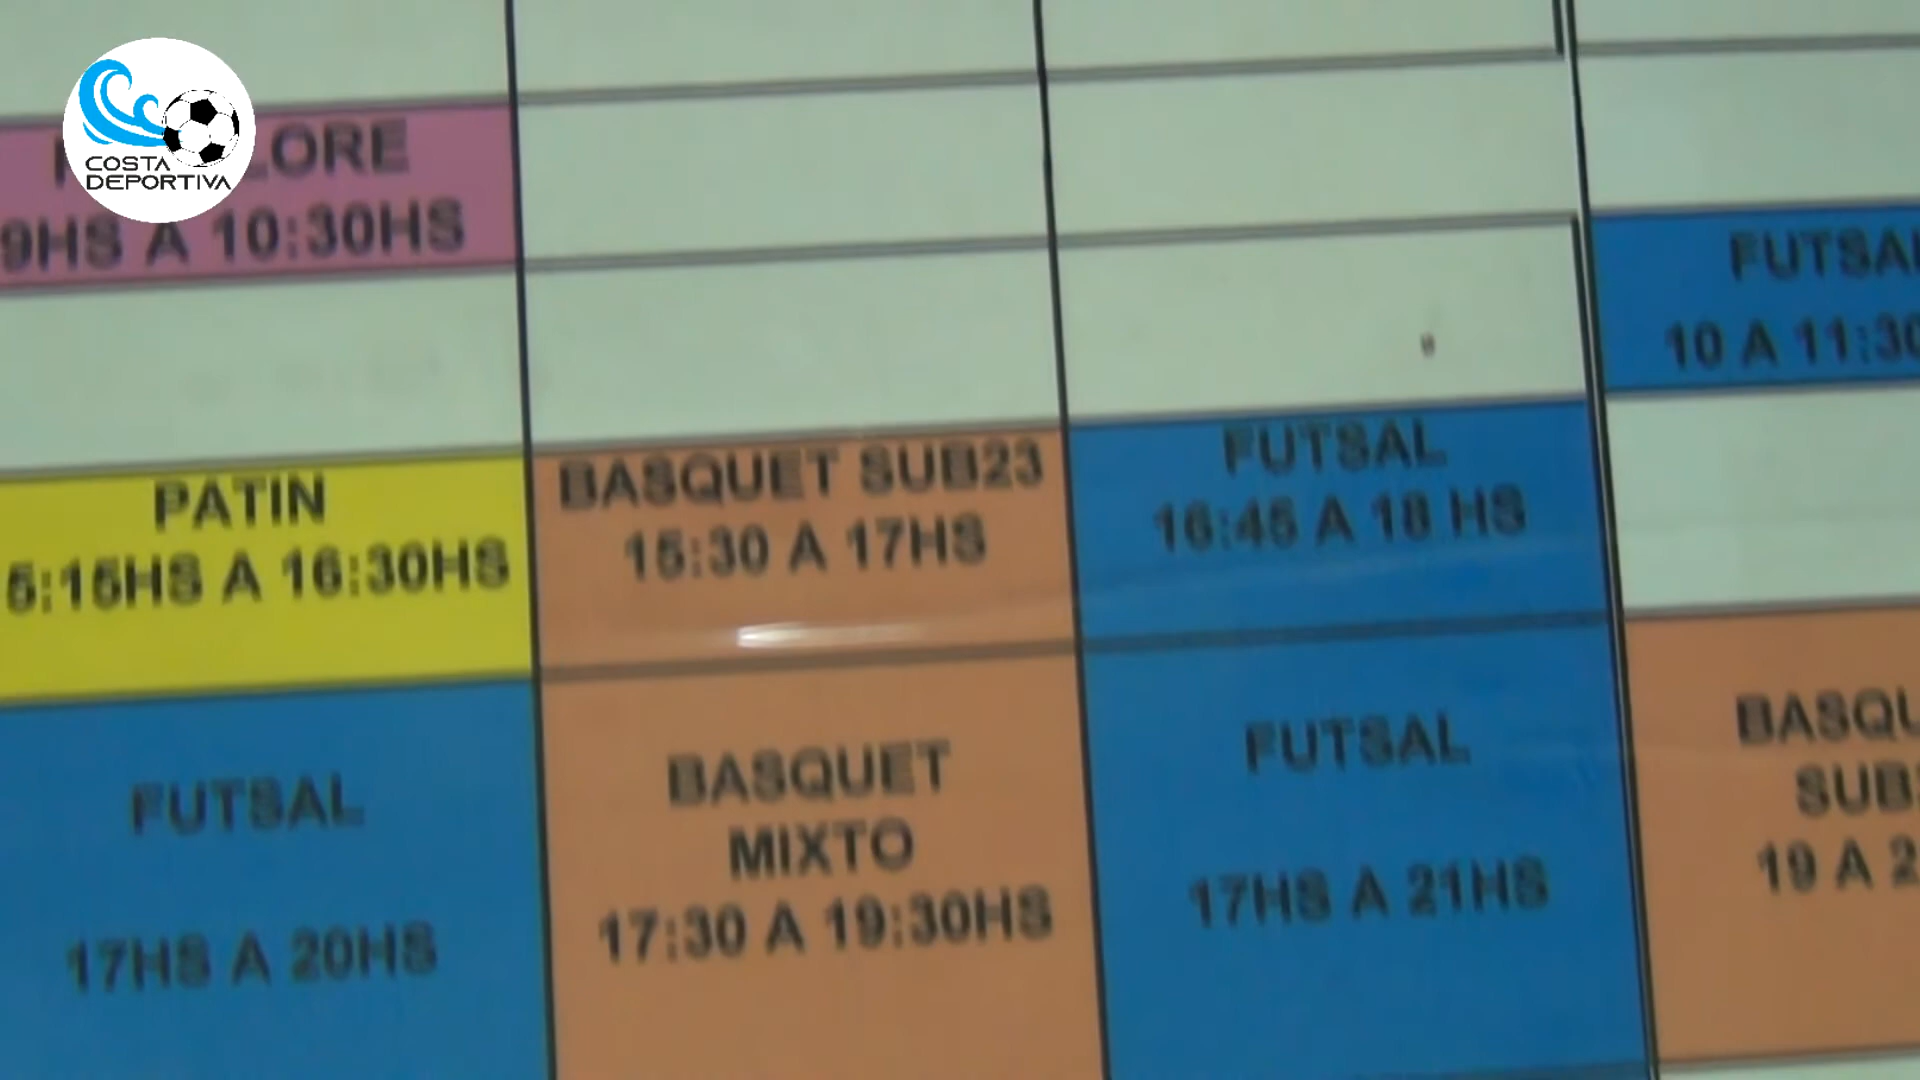 COSTA
DEPORTIVA
LORE
9HS A 10:30HS
PATIN
5:15HS A 16:30HS
FUTSAL
17HS A 20HS
BASQUET SUB23
15:30 A 17HS
BASQUET
MIXTO
17:30 A 19:30HS
FUTSAL
16:45 A 18 HS
FUTSAL
17HS A 21HS
FUTSAL
10 A 11:30
BASQU
SUB
19 A 2